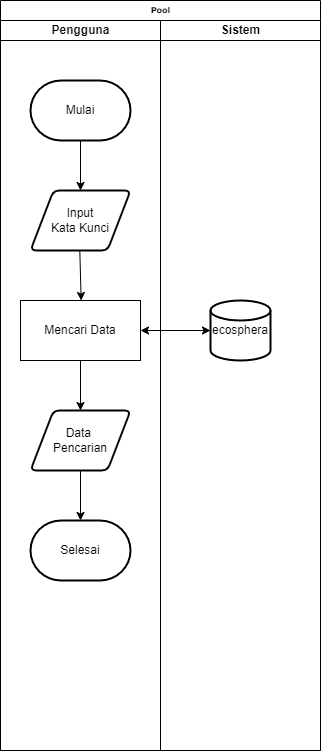 Pool
Pengguna
Sistem
Mulai
Input
Kata Kunci
Mencari Data
ecosphera
Data
Pencarian
Selesai